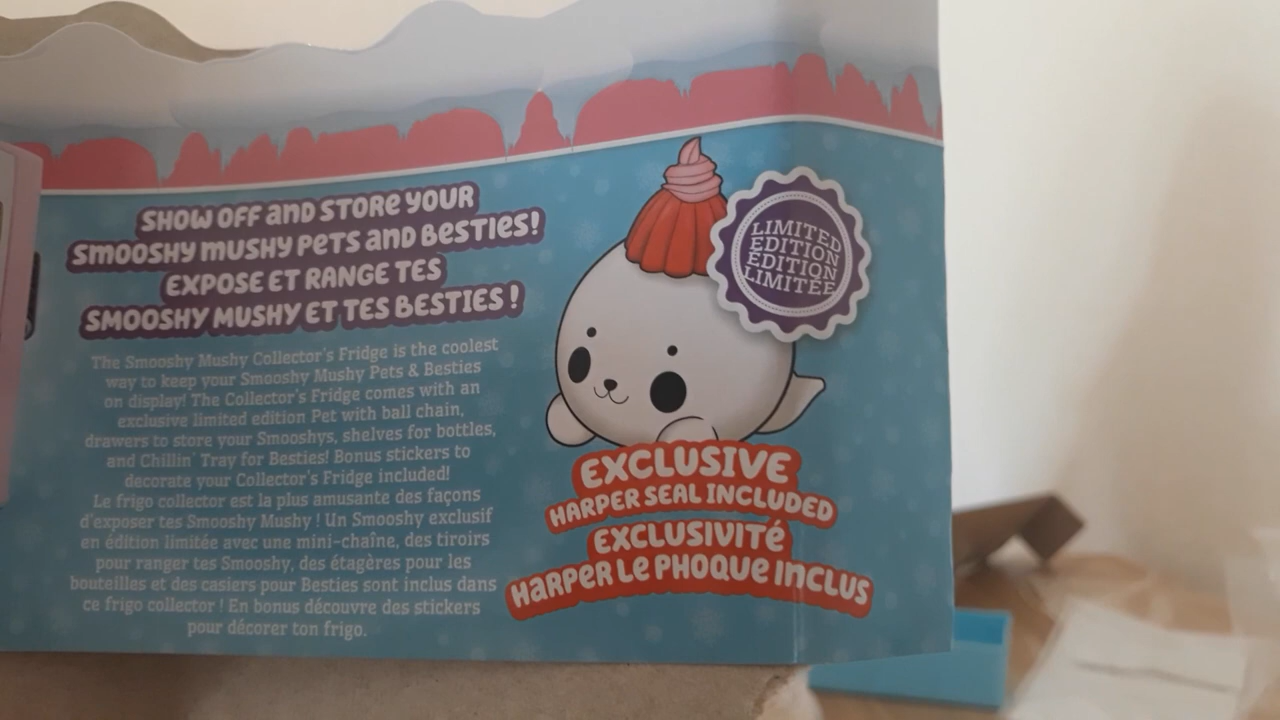 SHOW OFF and STORE YOUR
SMOOSHY MUSHY PETS and BESTIES!
EXPOSE ET RANGE TES
SMOOSHY MUSHY ET TES BESTIES !
The Smooshy Mushy Collector's Fridge is the coolest
way to keep your Smooshy Mushy Pets & Besties
on display! The Collector's Fridge comes with an
exclusive limited edition Pet with ball chain,
drawers to store your Smooshys, shelves for bottles,
and Chillin' Tray for Besties! Bonus stickers to
decorate your Collector's Fridge included!
Le frigo collector est la plus amusante des façons
d'exposer tes Smooshy Mushy ! Un Smooshy exclusif
en édition limitée avec une mini-chaîne, des tiroirs
pour ranger tes Smooshy, des étagères pour les
bouteilles et des casiers pour Besties sont inclus dans
ce frigo collector ! En bonus découvre des stickers
pour décorer ton frigo.
LIMITED
EDITION
ÉDITION
LIMITÉE
EXCLUSIVE
HARPER SEAL INCLUDED
EXCLUSIVITÉ
HARPER LE PHOQUE INCLUS